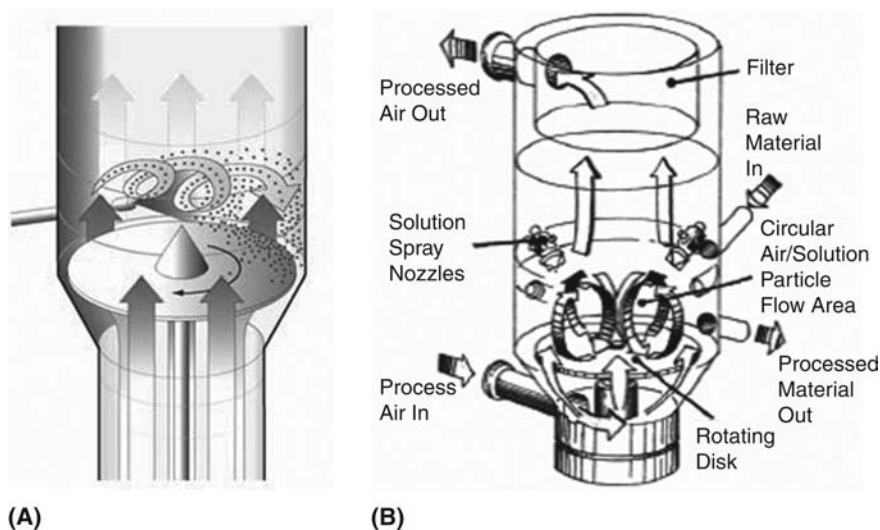 Processed
Air Out
Filter
Raw
Material
In
Solution
Spray
Nozzles
Circular
Air/Solution
Particle
Flow Area
Process
Air In
Processed
Material
Out
Rotating
Disk
(A)
(B)